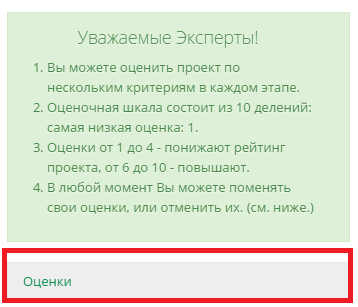 Уважаемые Эксперты!
1. Вы можете оценить проект по
нескольким критериям в каждом этапе.
2. Оценочная шкала состоит из 10 делений:
самая низкая оценка: 1.
3. Оценки от 1 до 4 - понижают рейтинг
проекта, от 6 до 10 - повышают.
4. В любой момент Вы можете поменять
свои оценки, или отменить их. (см. ниже.)
Оценки